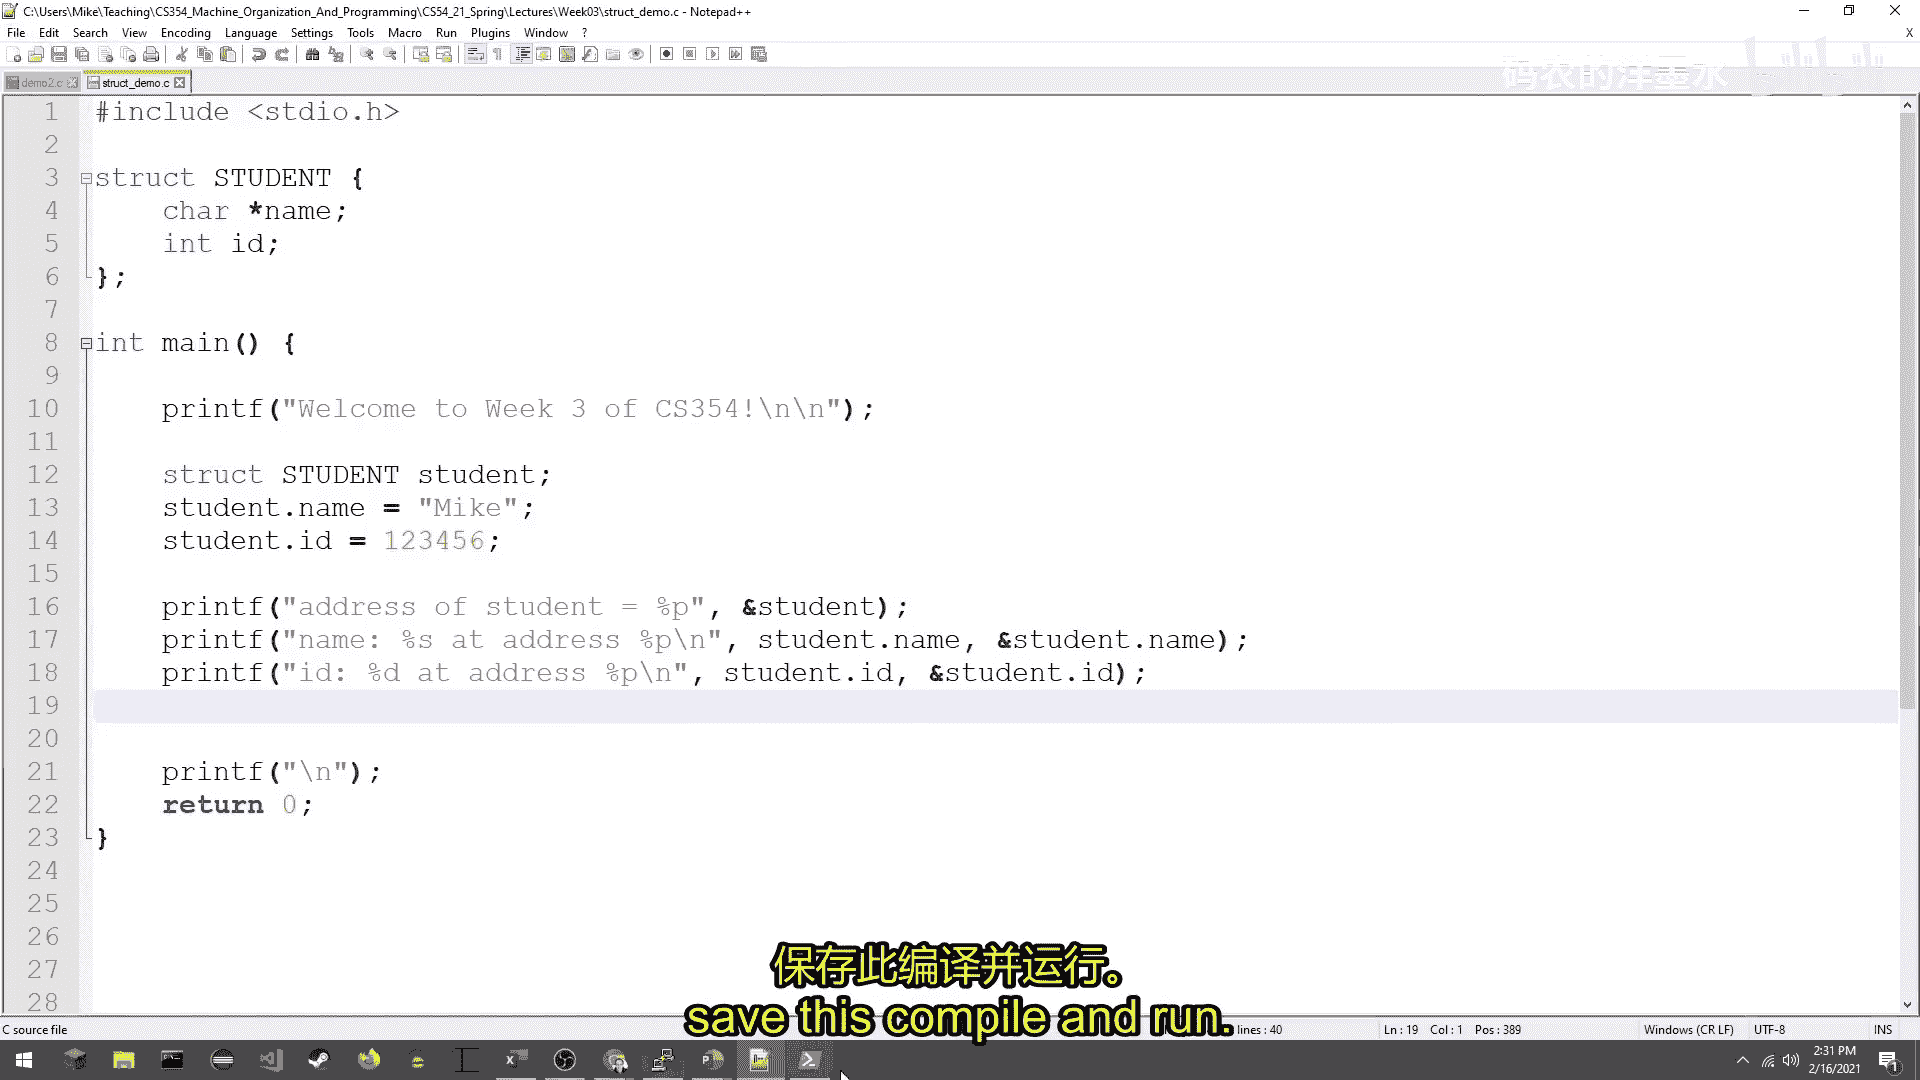 C:\Users\Mike\Teaching\CS354_Machine_Organization_And_Programming\CS54_21_Spring\Lectures\Week03\struct_demo.c - Notepad++
File Edit Search View Encoding Language Settings Tools Macro Run Plugins Window ? X
demo2.c struct_demo.c
码农的洋墨水
1 #include <stdio.h>
2
3 struct STUDENT {
4 char *name;
5 int id;
6 };
7
8 int main() {
9
10 printf("Welcome to Week 3 of CS354!\n\n");
11
12 struct STUDENT student;
13 student.name = "Mike";
14 student.id = 123456;
15
16 printf("address of student = %p", &student);
17 printf("name: %s at address %p\n", student.name, &student.name);
18 printf("id: %d at address %p\n", student.id, &student.id);
19
20
21 printf("\n");
22 return 0;
23 }
24
25
26
27
28
保存此编译并运行。
save this compile and run.
C source file lines : 40 Ln : 19 Col : 1 Pos : 389 Windows (CR LF) UTF-8 INS
2:31 PM
2/16/2021